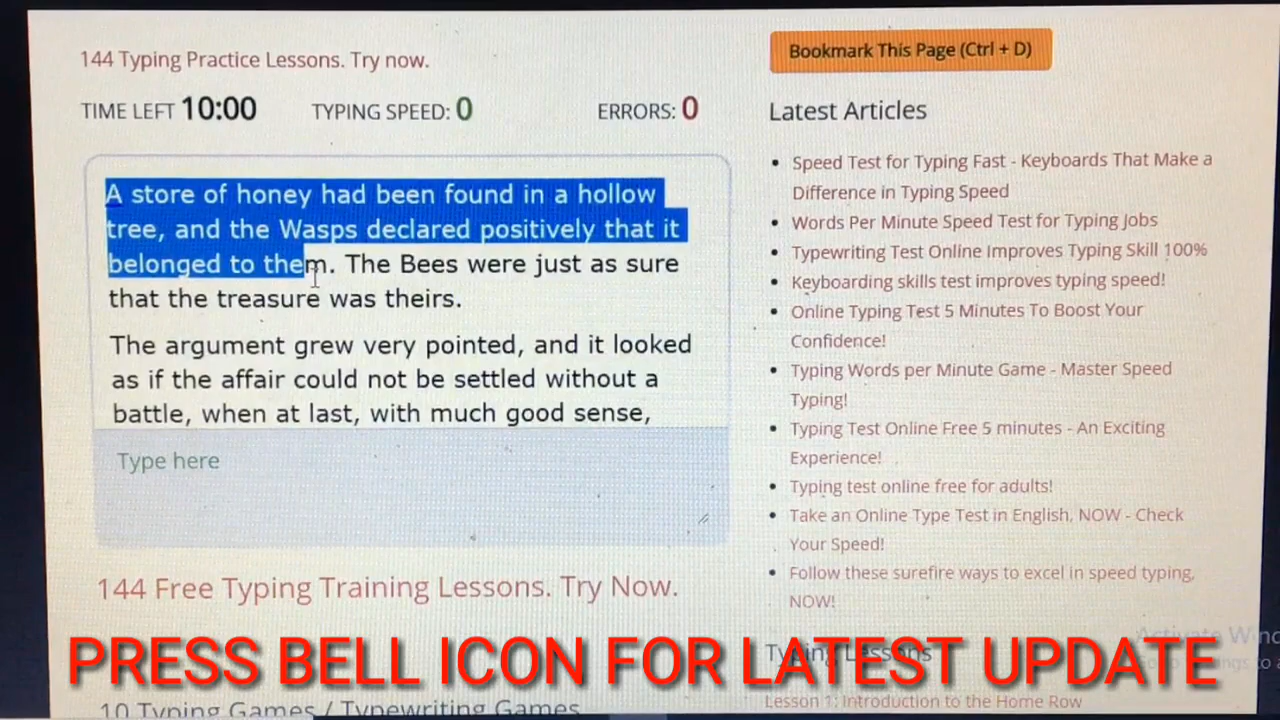 144 Typing Practice Lessons. Try now.
TIME LEFT 10:00 TYPING SPEED: 0 ERRORS: 0
A store of honey had been found in a hollow
tree, and the Wasps declared positively that it
belonged to them. The Bees were just as sure
that the treasure was theirs.
The argument grew very pointed, and it looked
as if the affair could not be settled without a
battle, when at last, with much good sense,
Type here
144 Free Typing Training Lessons. Try Now.
10 Typing Games / Typewriting Games
Bookmark This Page (Ctrl + D)
Latest Articles
Speed Test for Typing Fast - Keyboards That Make a
Difference in Typing Speed
Words Per Minute Speed Test for Typing Jobs
Typewriting Test Online Improves Typing Skill 100%
Keyboarding skills test improves typing speed!
Online Typing Test 5 Minutes To Boost Your
Confidence!
Typing Words per Minute Game - Master Speed
Typing!
Typing Test Online Free 5 minutes - An Exciting
Experience!
Typing test online free for adults!
Take an Online Type Test in English, NOW - Check
Your Speed!
Follow these surefire ways to excel in speed typing,
NOW!
Typing Lessons
Lesson 1: Introduction to the Home Row
Activate
PRESS BELL ICON FOR LATEST UPDATE